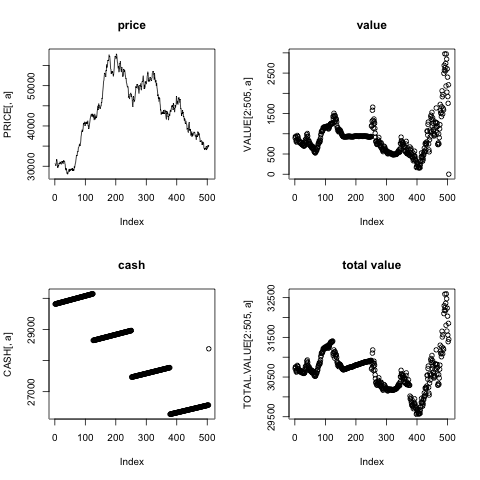 price
value
PRICE[, a]
30000 40000 50000
VALUE[2:505, a]
0 500 1500 2500
0 100 200 300 400 500
0 100 200 300 400 500
Index
Index
cash
total value
CASH[, a]
27000 29000
TOTAL.VALUE[2:505, a]
29500 30500 31500 32500
0 100 200 300 400 500
0 100 200 300 400 500
Index
Index